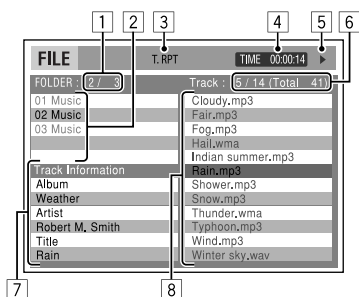 1 2 3 4 5
FILE T. RPT TIME 00:00:14
FOLDER : 2 / 3 Track : 5 / 14 (Total 41) 6
01 Music
02 Music
03 Music
Track Information
Album
Weather
Artist
Robert M. Smith
Title
Rain
Cloudy.mp3
Fair.mp3
Fog.mp3
Hail.wma
Indian summer.mp3
Rain.mp3
Shower.mp3
Snow.mp3
Thunder.wma
Typhoon.mp3
Wind.mp3
Winter sky.wav
7 8